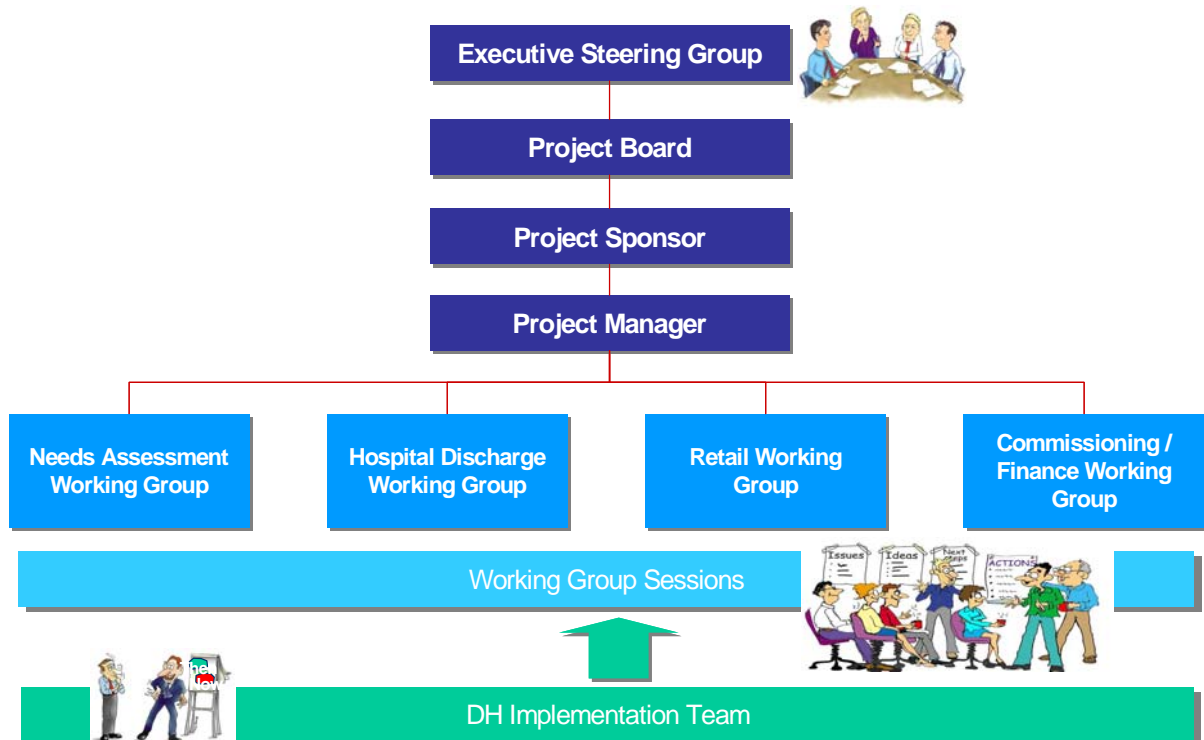 Executive Steering Group
Project Board
Project Sponsor
Project Manager
Needs Assessment
Working Group
Hospital Discharge
Working Group
Retail Working
Group
Commissioning /
Finance Working
Group
Working Group Sessions
Issues
Ideas
Next
ACTIONS
DH Implementation Team